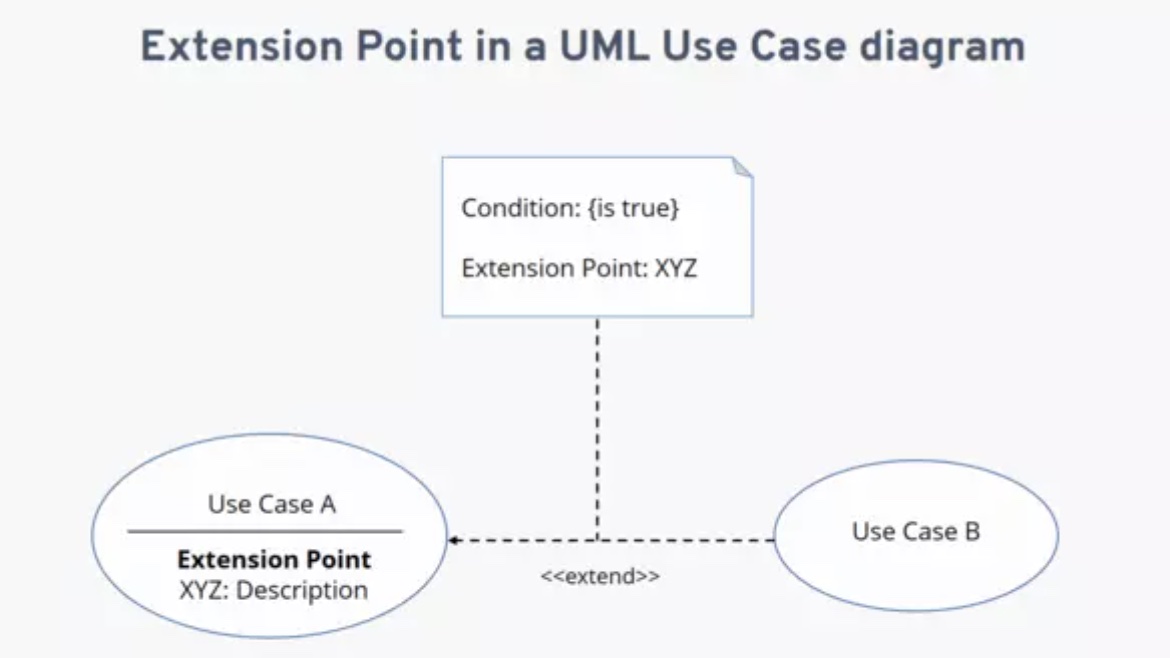 Extension Point in a UML Use Case diagram
Condition: {is true}
Extension Point: XYZ
Use Case A
Extension Point
XYZ: Description
<<extend>>
Use Case B